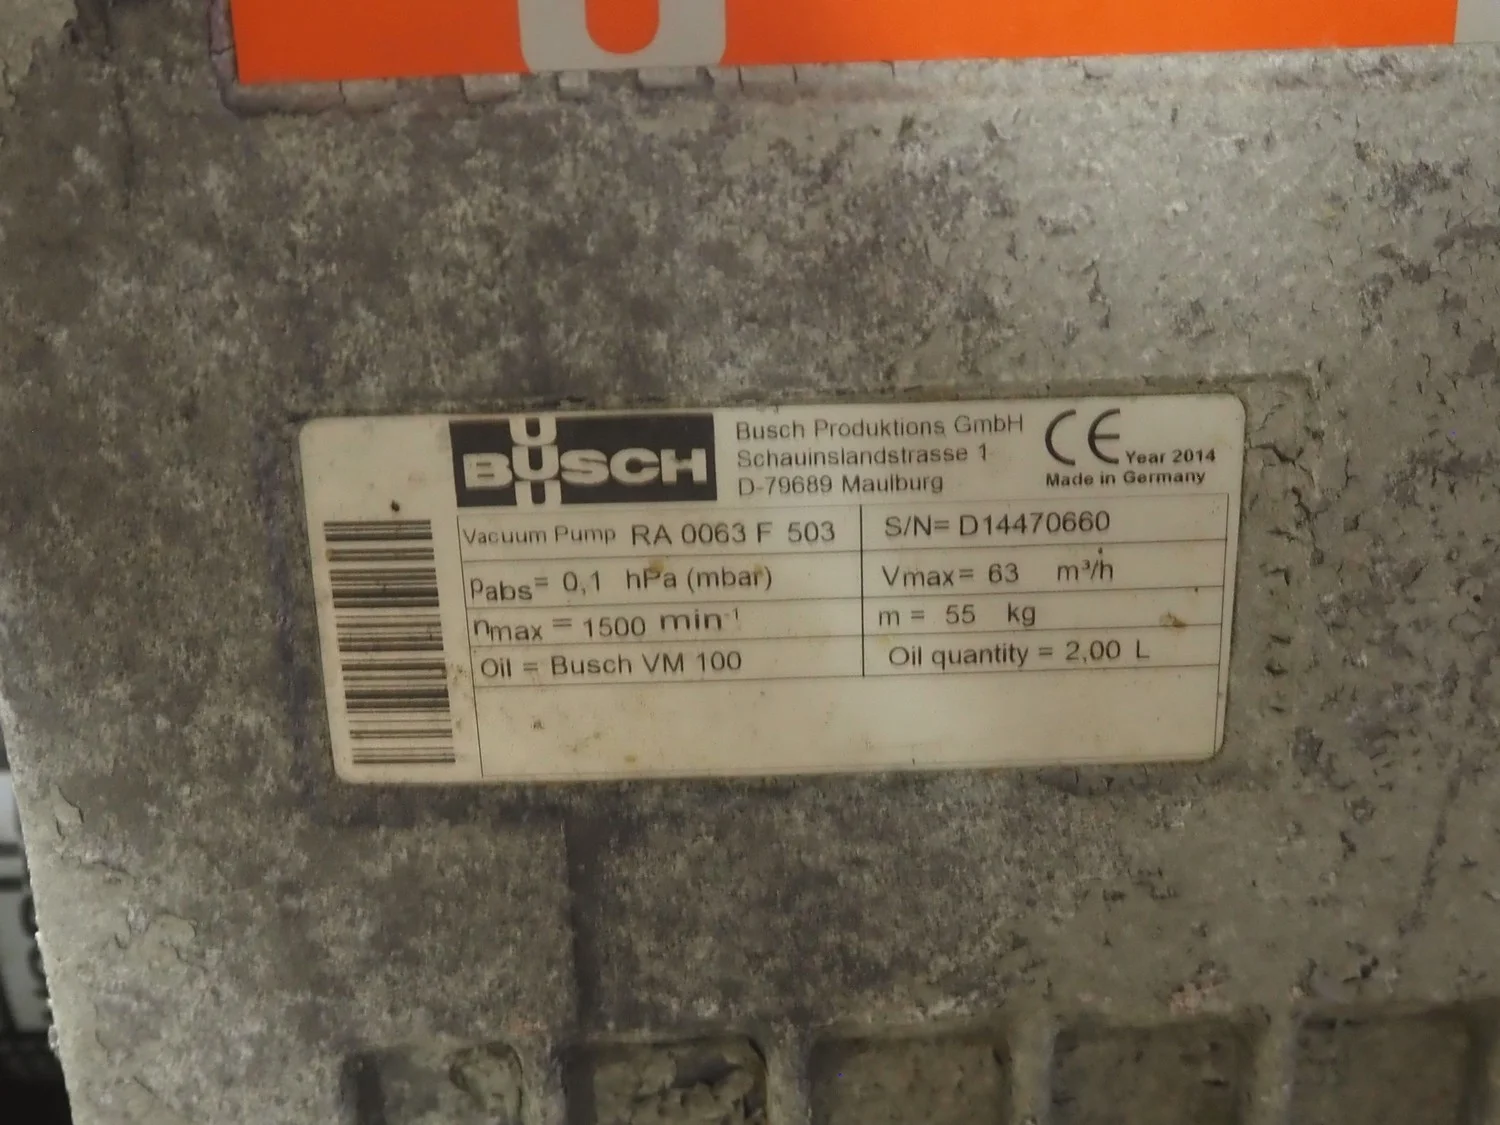 BUSCH
Busch Produktions GmbH
Schauinslandstrasse 1
D-79689 Maulburg
CE Year 2014
Made in Germany
Vacuum Pump RA 0063 F 503
S/N= D14470660
Pabs= 0,1 hPa (mbar)
Vmax= 63 m³/h
nmax = 1500 min-1
m = 55 kg
Oil = Busch VM 100
Oil quantity = 2,00 L